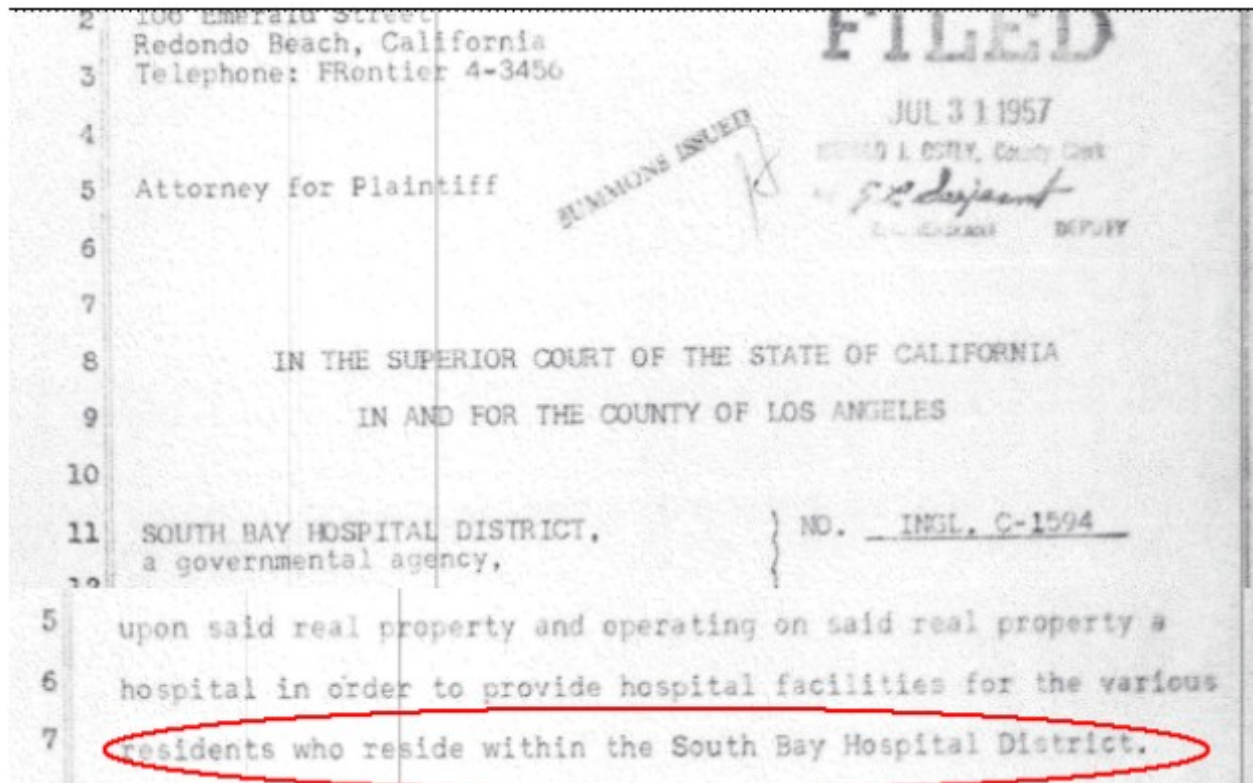 2 100 Emerald Street
Redondo Beach, California
3 Telephone: FRontier 4-3456
FILED
JUL 31 1957
County Clerk
DEPUTY
SUMMONS ISSUED
4
5 Attorney for Plaintiff
6
7
8 IN THE SUPERIOR COURT OF THE STATE OF CALIFORNIA
9 IN AND FOR THE COUNTY OF LOS ANGELES
10
11 SOUTH BAY HOSPITAL DISTRICT, NO. INGL. C-1594
a governmental agency,
12
5 upon said real property and operating on said real property a
6 hospital in order to provide hospital facilities for the various
7 residents who reside within the South Bay Hospital District.